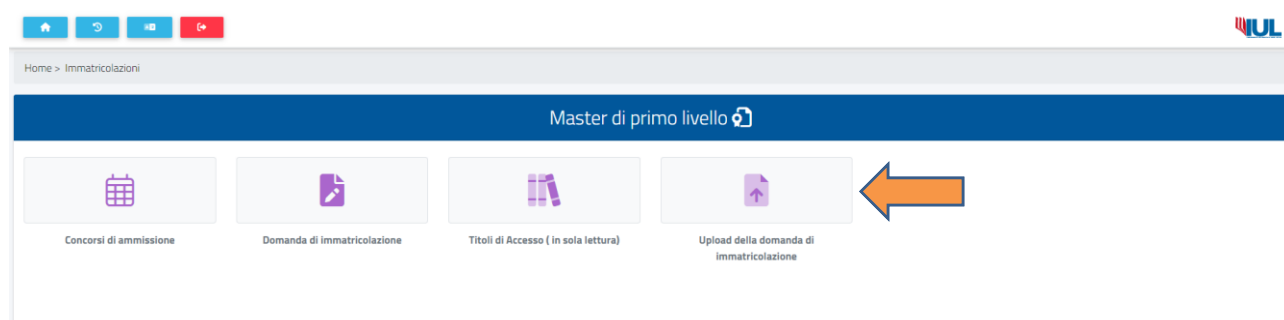 IUL
Home > Immatricolazioni
Master di primo livello
Concorsi di ammissione
Domanda di immatricolazione
Titoli di Accesso ( in sola lettura)
Upload della domanda di
immatricolazione